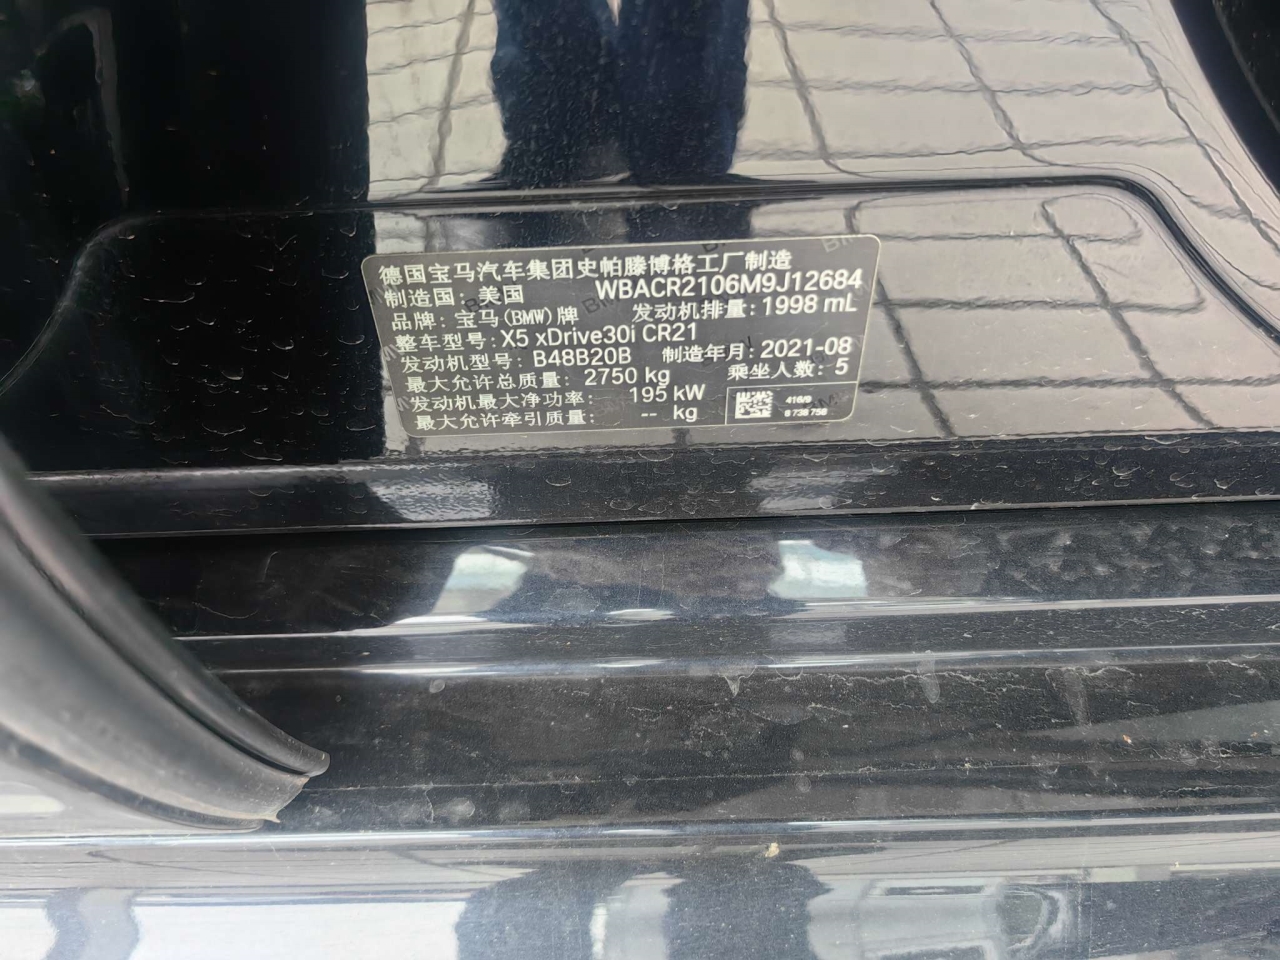 德国宝马汽车集团史帕滕博格工厂制造
制造国: 美国 WBACR2106M9J12684
品牌: 宝马(BMW)牌 发动机排量: 1998 mL
整车型号: X5 xDrive30i CR21
发动机型号: B48B20B 制造年月: 2021-08
最大允许总质量: 2750 kg 乘坐人数: 5
发动机最大净功率: 195 kW
最大允许牵引质量: -- kg
416/9